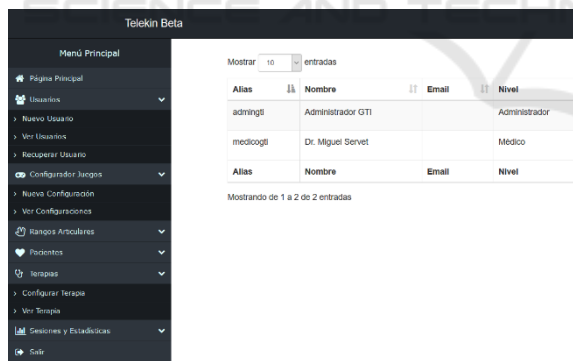 SCIENCE AND TECHN
Telekin Beta
Menú Principal
Página Principal
Usuarios
Nuevo Usuario
Ver Usuarios
Recuperar Usuario
Configurador Juegos
Nueva Configuración
Ver Configuraciones
Rangos Articulares
Pacientes
Terapias
Configurar Terapia
Ver Terapia
Sesiones y Estadísticas
Salir
Mostrar 10 entradas
Alias Nombre Email Nivel
admingti Administrador GTI Administrador
medicogti Dr. Miguel Servet Médico
Alias Nombre Email Nivel
Mostrando de 1 a 2 de 2 entradas